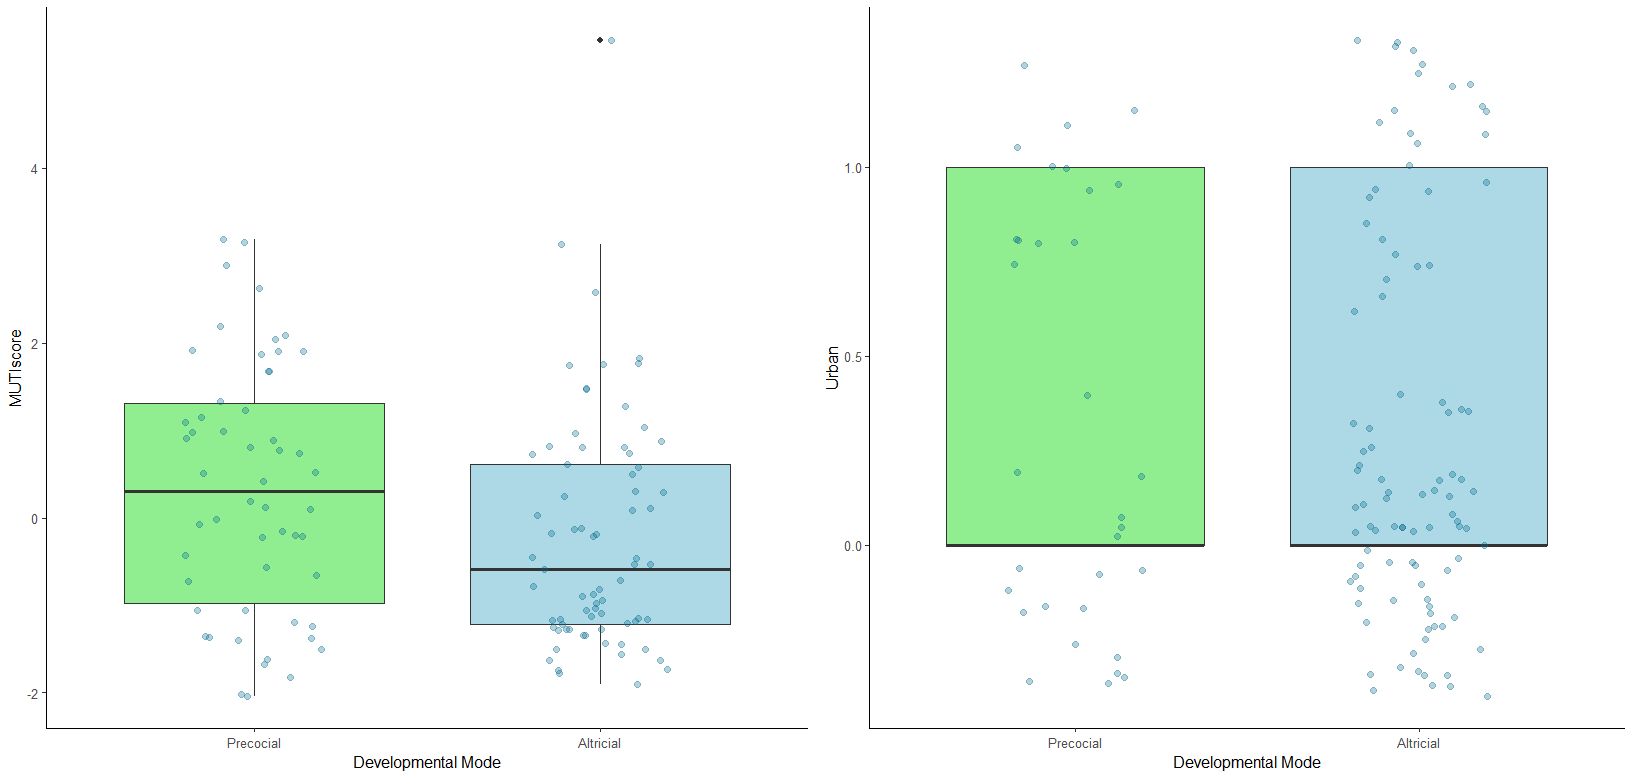 MUTIscore
4
2
0
-2
Precocial
Altricial
Developmental Mode
Urban
1.0
0.5
0.0
Precocial
Altricial
Developmental Mode